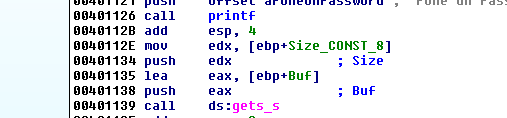 00401126 call    printf
0040112B add     esp, 4
0040112E mov     edx, [ebp+Size_CONST_8]
00401134 push    edx             ; Size
00401135 lea     eax, [ebp+Buf]
00401138 push    eax             ; Buf
00401139 call    ds:gets_s